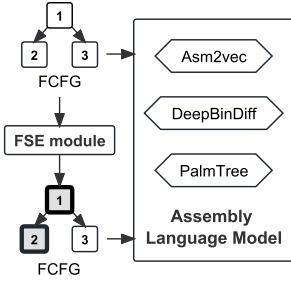 1
2
3
FCFG
FSE module
1
2
3
FCFG
Asm2vec
DeepBinDiff
PalmTree
Assembly
Language Model